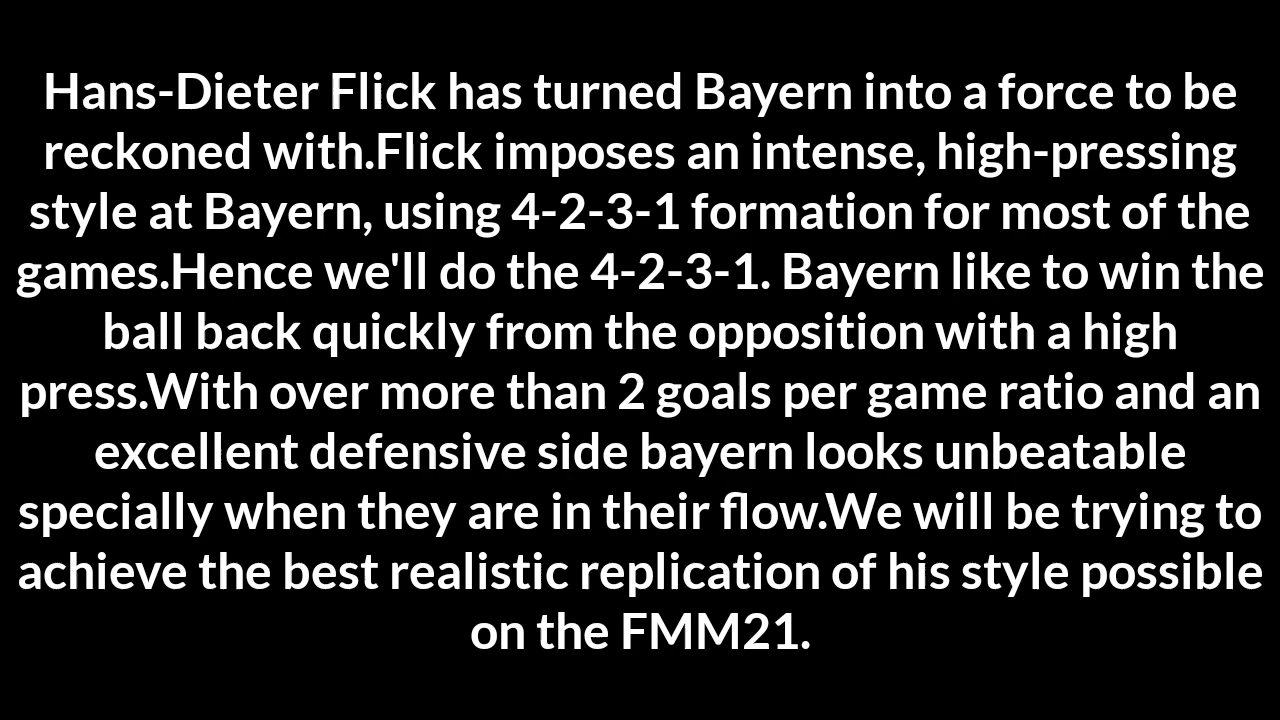 Hans-Dieter Flick has turned Bayern into a force to be
reckoned with.Flick imposes an intense, high-pressing
style at Bayern, using 4-2-3-1 formation for most of the
games.Hence we'll do the 4-2-3-1. Bayern like to win the
ball back quickly from the opposition with a high
press.With over more than 2 goals per game ratio and an
excellent defensive side bayern looks unbeatable
specially when they are in their flow.We will be trying to
achieve the best realistic replication of his style possible
on the FMM21.